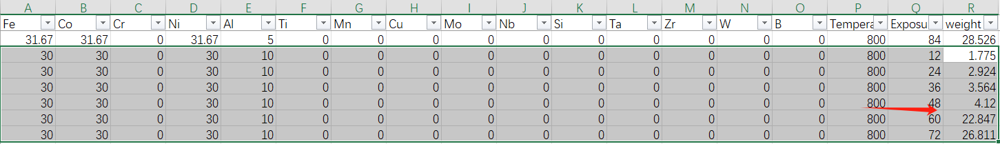 A B C D E F G H I J K L M N O P Q R
Fe Co Cr Ni Al Ti Mn Cu Mo Nb Si Ta Zr W B Tempera Exposu weight
31.67 31.67 0 31.67 5 0 0 0 0 0 0 0 0 0 0 800 84 28.526
30 30 0 30 10 0 0 0 0 0 0 0 0 0 0 800 12 1.775
30 30 0 30 10 0 0 0 0 0 0 0 0 0 0 800 24 2.924
30 30 0 30 10 0 0 0 0 0 0 0 0 0 0 800 36 3.564
30 30 0 30 10 0 0 0 0 0 0 0 0 0 0 800 48 4.12
30 30 0 30 10 0 0 0 0 0 0 0 0 0 0 800 60 22.847
30 30 0 30 10 0 0 0 0 0 0 0 0 0 0 800 72 26.811